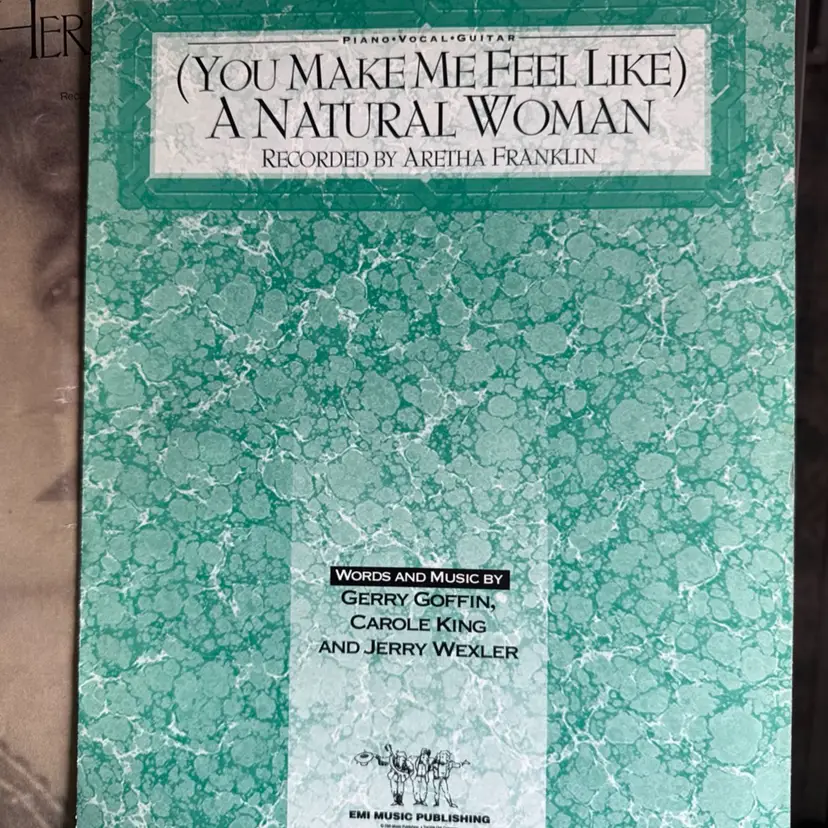 HER
PIANO • VOCAL • GUITAR
(YOU MAKE ME FEEL LIKE)
A NATURAL WOMAN
RECORDED BY ARETHA FRANKLIN
WORDS AND MUSIC BY
GERRY GOFFIN,
CAROLE KING
AND JERRY WEXLER
EMI MUSIC PUBLISHING